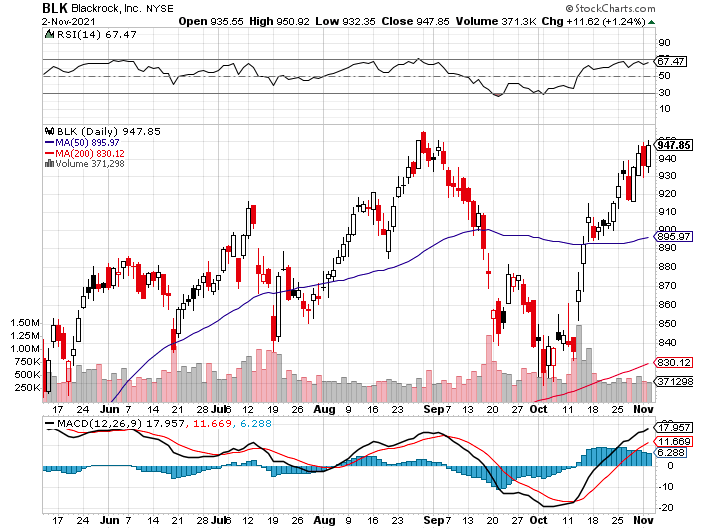 BLK Blackrock, Inc. NYSE © StockCharts.com
2-Nov-2021 Open 935.55 High 950.92 Low 932.35 Close 947.85 Volume 371.3K Chg +11.62 (+1.24%)
RSI(14) 67.47
90
67.47
50
30
10
BLK (Daily) 947.85
MA(50) 895.97
MA(200) 830.12
Volume 371,298
947.85
940
930
920
910
900
895.97
890
880
870
860
850
840
830.12
371298
1.50M
1.25M
1.00M
750K
500K
250K
17 24 Jun 7 14 21 28 Jul 6 12 19 26 Aug 9 16 23 Sep 7 13 20 27 Oct 11 18 25 Nov
MACD(12,26,9) 17.957, 11.669, 6.288
17.957
11.669
6.288
0
-10
-20
17 24 Jun 7 14 21 28 Jul 6 12 19 26 Aug 9 16 23 Sep 7 13 20 27 Oct 11 18 25 Nov